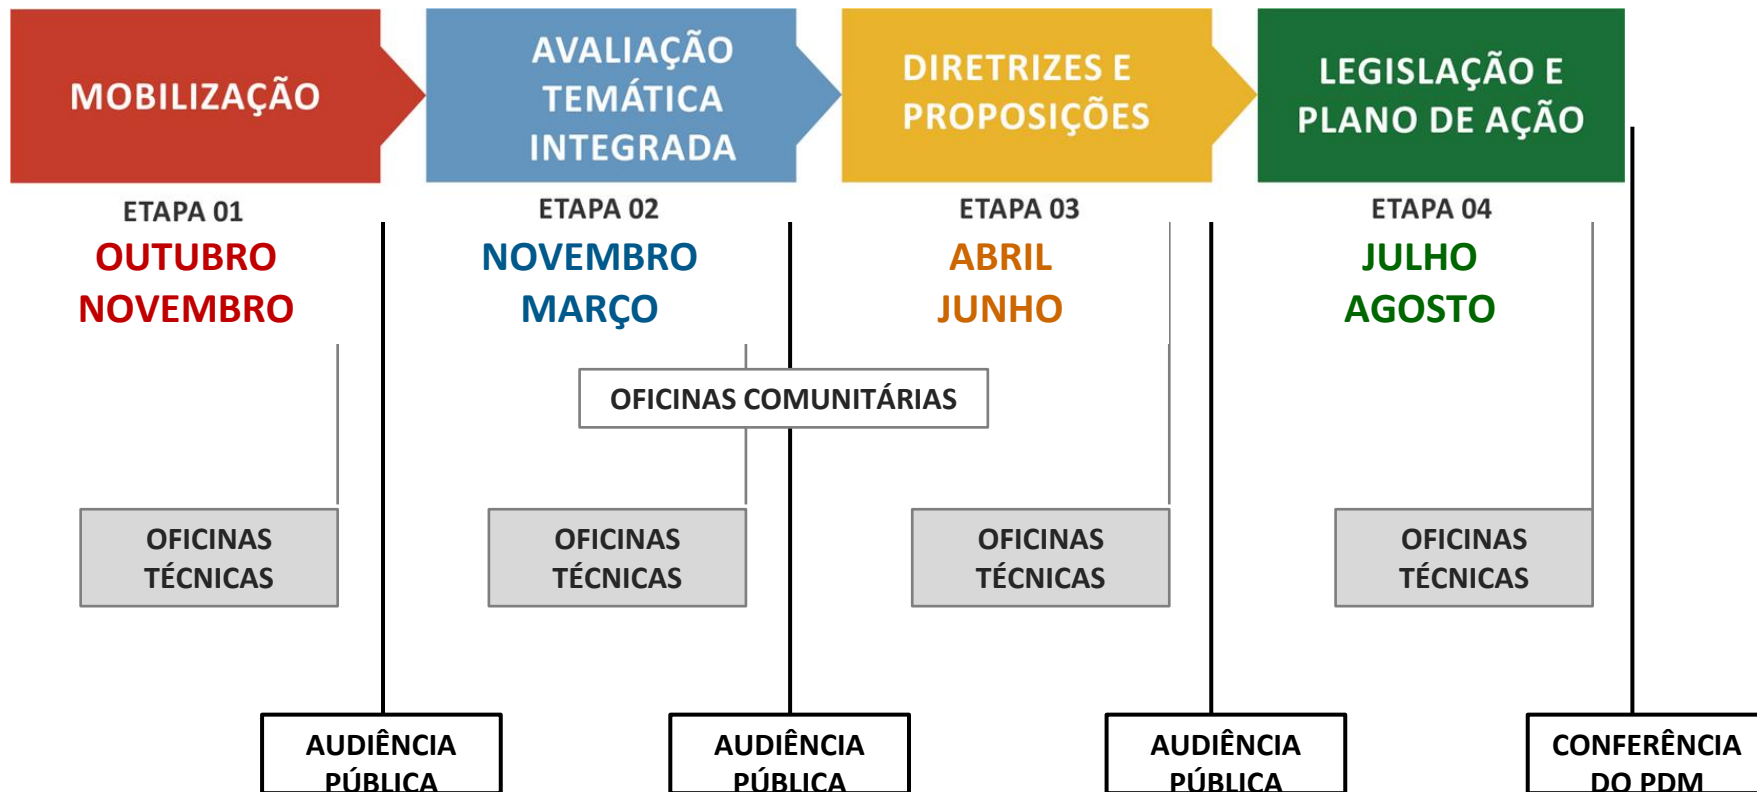 MOBILIZAÇÃO
AVALIAÇÃO
TEMÁTICA
INTEGRADA
DIRETRIZES E
PROPOSIÇÕES
LEGISLAÇÃO E
PLANO DE AÇÃO
ETAPA 01
ETAPA 02
ETAPA 03
ETAPA 04
OUTUBRO
NOVEMBRO
NOVEMBRO
MARÇO
ABRIL
JUNHO
JULHO
AGOSTO
OFICINAS COMUNITÁRIAS
OFICINAS
TÉCNICAS
OFICINAS
TÉCNICAS
OFICINAS
TÉCNICAS
OFICINAS
TÉCNICAS
AUDIÊNCIA
PÚBLICA
AUDIÊNCIA
PÚBLICA
AUDIÊNCIA
PÚBLICA
CONFERÊNCIA
DO PDM